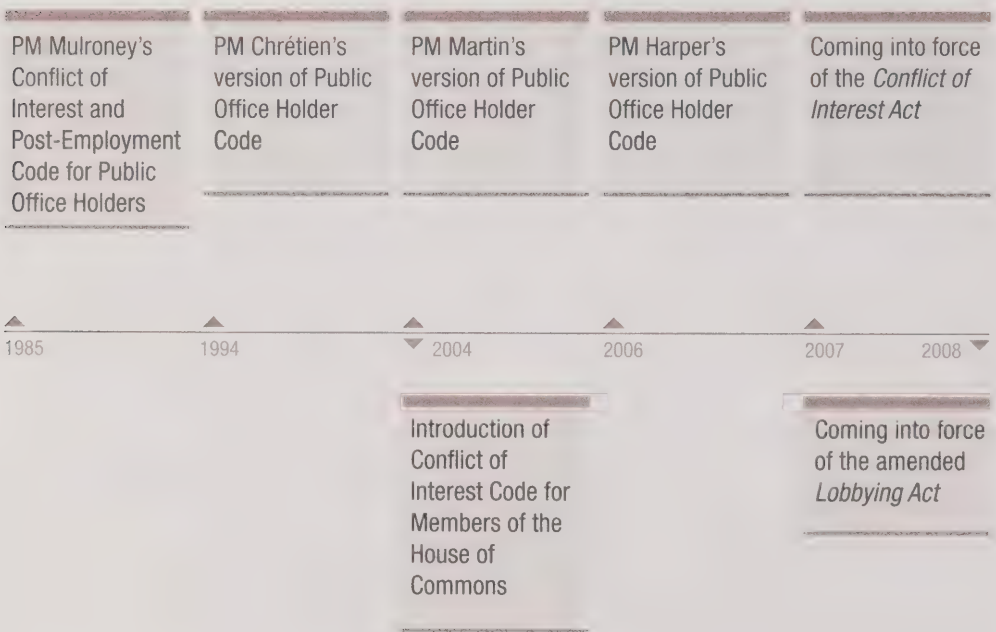 PM Mulroney's
Conflict of
Interest and
Post-Employment
Code for Public
Office Holders
PM Chrétien's
version of Public
Office Holder
Code
PM Martin's
version of Public
Office Holder
Code
PM Harper's
version of Public
Office Holder
Code
Coming into force
of the Conflict of
Interest Act
1985
1994
2004
2006
2007
2008
Introduction of
Conflict of
Interest Code for
Members of the
House of
Commons
Coming into force
of the amended
Lobbying Act